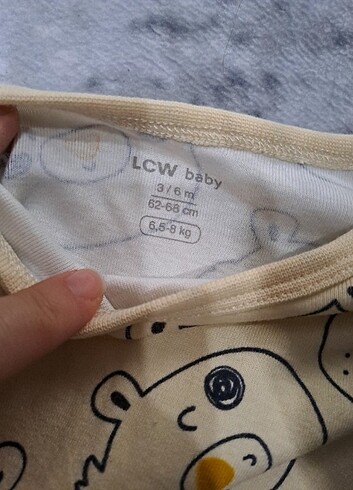 LCW baby
3 / 6 m
62-68 cm
6,5-8 kg